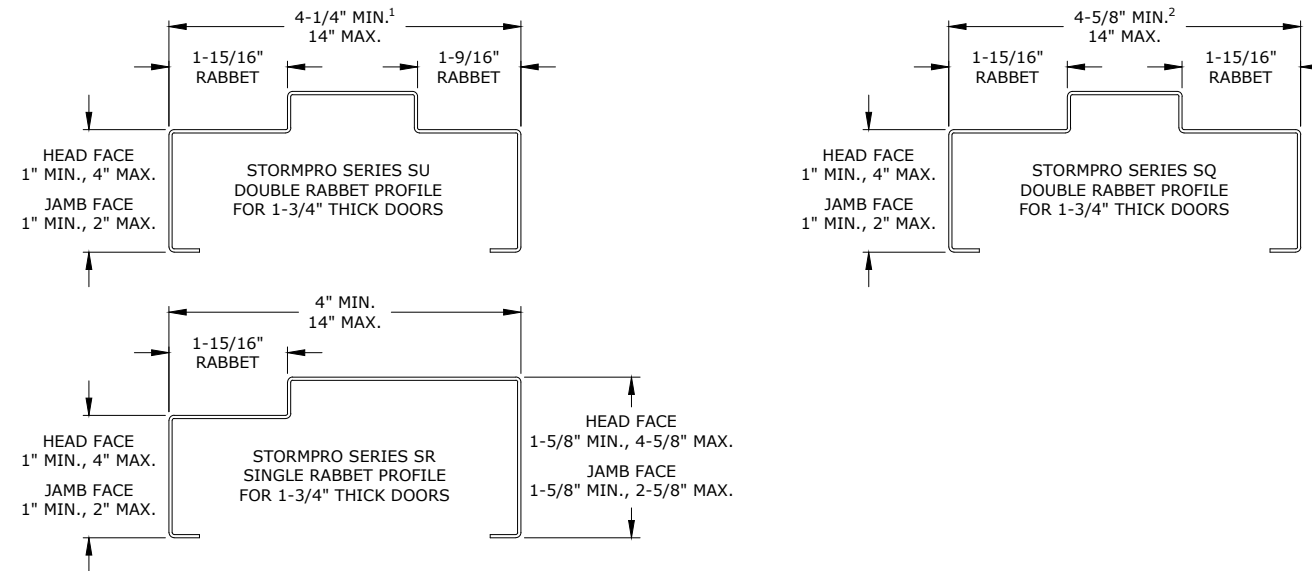 4-1/4" MIN.1
14" MAX.
1-15/16"
RABBET
1-9/16"
RABBET
HEAD FACE
1" MIN., 4" MAX.
JAMB FACE
1" MIN., 2" MAX.
STORMPRO SERIES SU
DOUBLE RABBET PROFILE
FOR 1-3/4" THICK DOORS
4-5/8" MIN.2
14" MAX.
1-15/16"
RABBET
1-15/16"
RABBET
HEAD FACE
1" MIN., 4" MAX.
JAMB FACE
1" MIN., 2" MAX.
STORMPRO SERIES SQ
DOUBLE RABBET PROFILE
FOR 1-3/4" THICK DOORS
4" MIN.
14" MAX.
1-15/16"
RABBET
HEAD FACE
1" MIN., 4" MAX.
JAMB FACE
1" MIN., 2" MAX.
STORMPRO SERIES SR
SINGLE RABBET PROFILE
FOR 1-3/4" THICK DOORS
HEAD FACE
1-5/8" MIN., 4-5/8" MAX.
JAMB FACE
1-5/8" MIN., 2-5/8" MAX.